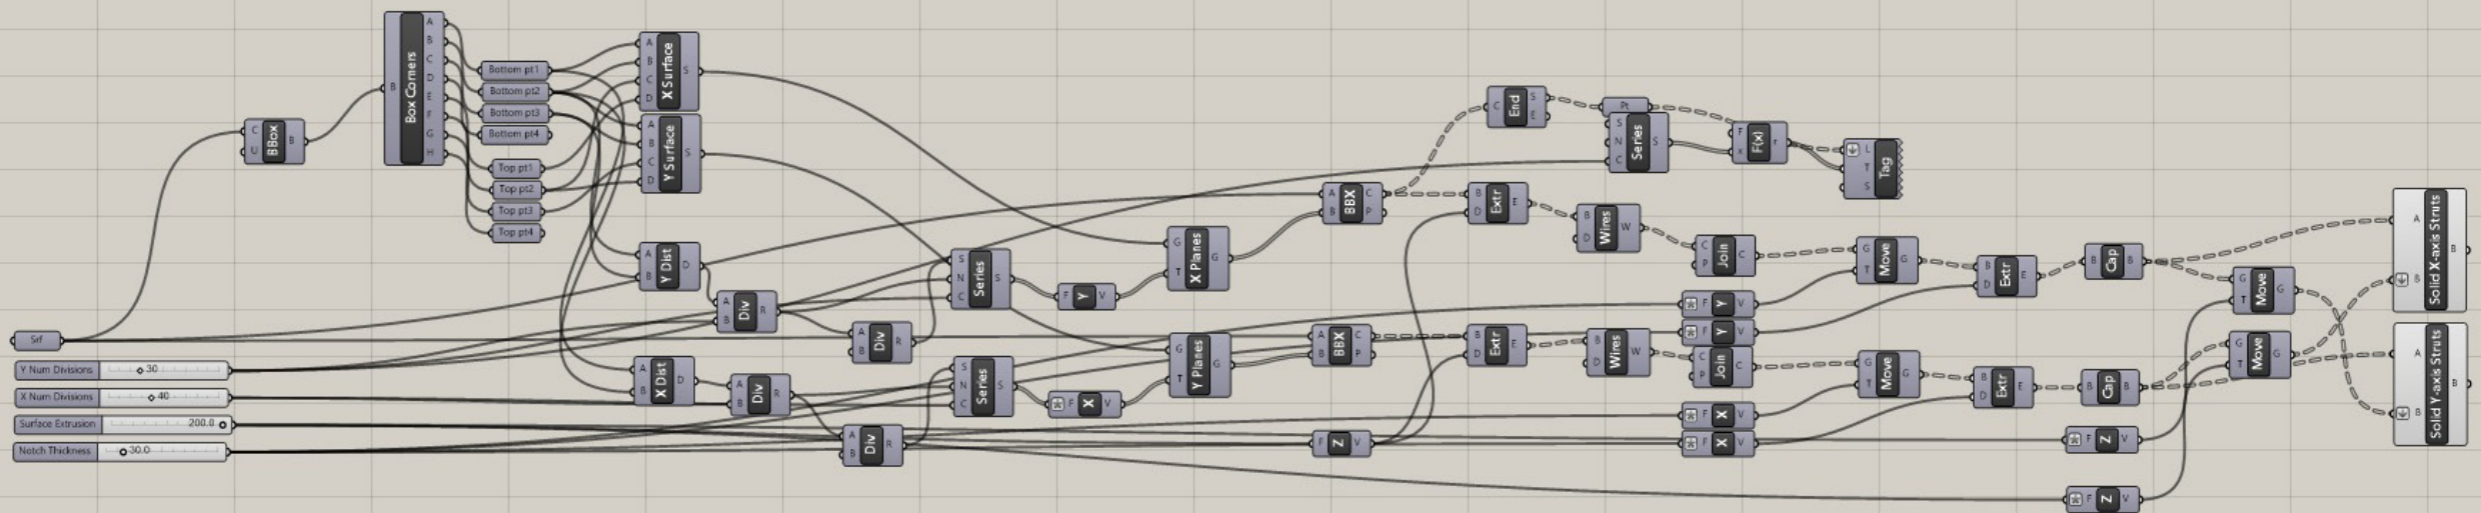 Srf
Y Num Divisions 30
X Num Divisions 40
Surface Extrusion 200.0
Notch Thickness 30.0
C U BBox B
B Box Corners A B C D E F G H
Bottom pt1
Bottom pt2
Bottom pt3
Bottom pt4
Top pt1
Top pt2
Top pt3
Top pt4
A B C D X Surface S
A B C D Y Surface S
A B Y Dist D
A B Div R
A B Div R
A B X Dist D
A B Div R
A B Div R
S N C Series S
F Y V
G T X Planes G
S N C Series S
F X V
G T Y Planes G
A B BBX C P
A B BBX C P
F Z V
C End S E
Pt
S N C Series S
F x F(x) r
L T S Tag
B D Extr E
B D Wires W
C P Join C
G T Move G
B D Extr E
B Cap B
F Y V
F Y V
B D Extr E
B D Wires W
C P Join C
G T Move G
B D Extr E
B Cap B
F X V
F X V
F Z V
F Z V
G T Move G
G T Move G
A B Solid X-axis Struts B
A B Solid Y-axis Struts B